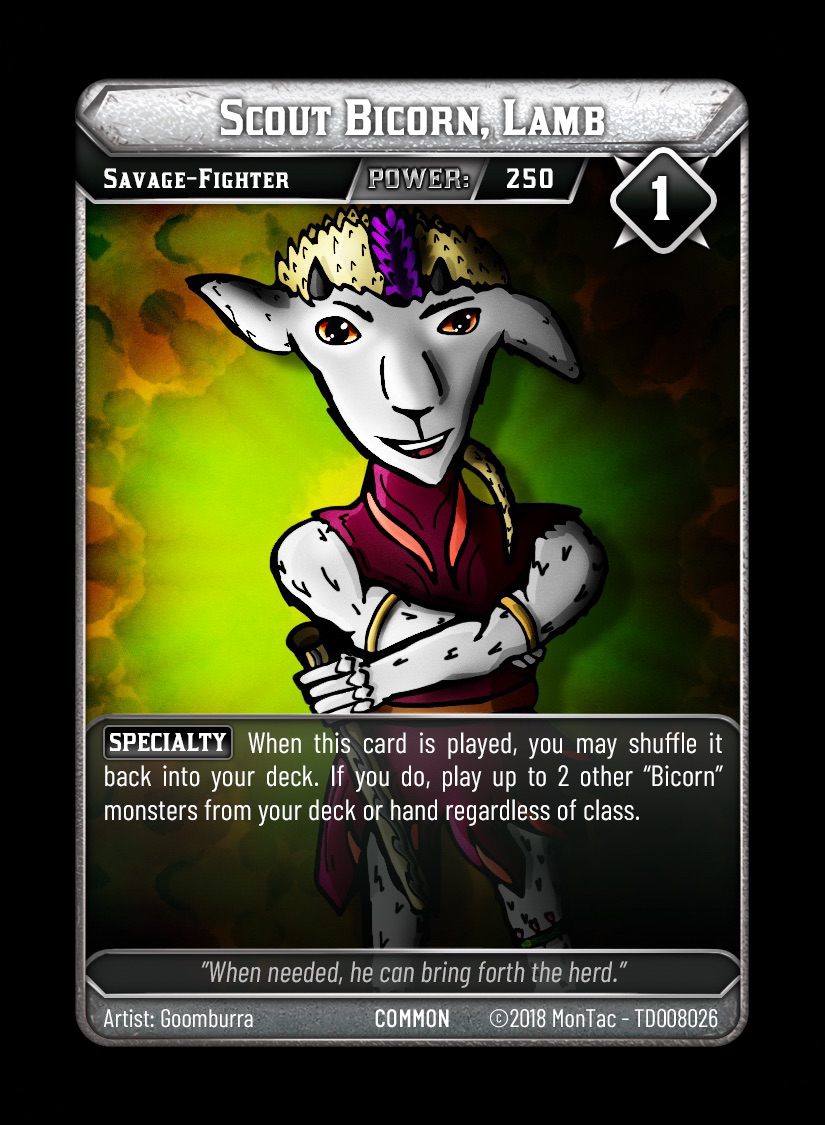 Scout Bicorn, Lamb
Savage-Fighter POWER: 250
1
SPECIALTY When this card is played, you may shuffle it
back into your deck. If you do, play up to 2 other "Bicorn"
monsters from your deck or hand regardless of class.
"When needed, he can bring forth the herd."
Artist: Goomburra COMMON ©2018 MonTac - TD008026